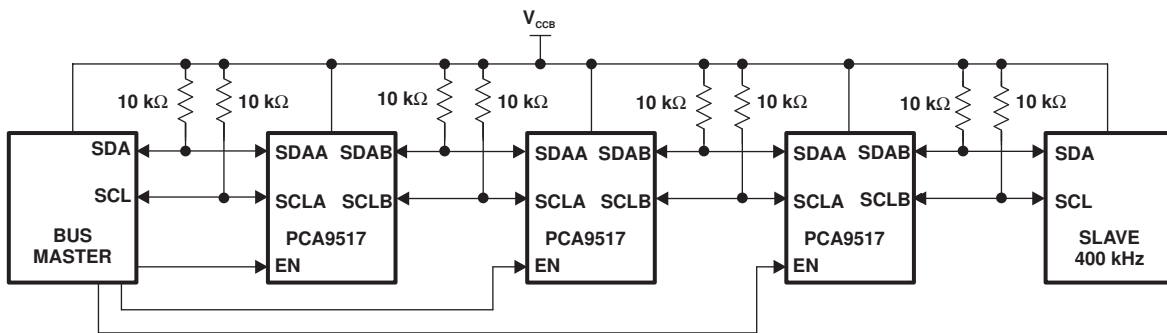 V_CCB
10 kΩ 10 kΩ 10 kΩ 10 kΩ 10 kΩ 10 kΩ 10 kΩ 10 kΩ
SDA SDAA SDAB SDAA SDAB SDAA SDAB SDA
SCL SCLA SCLB SCLA SCLB SCLA SCLB SCL
BUS MASTER
PCA9517
EN
PCA9517
EN
PCA9517
EN
SLAVE
400 kHz